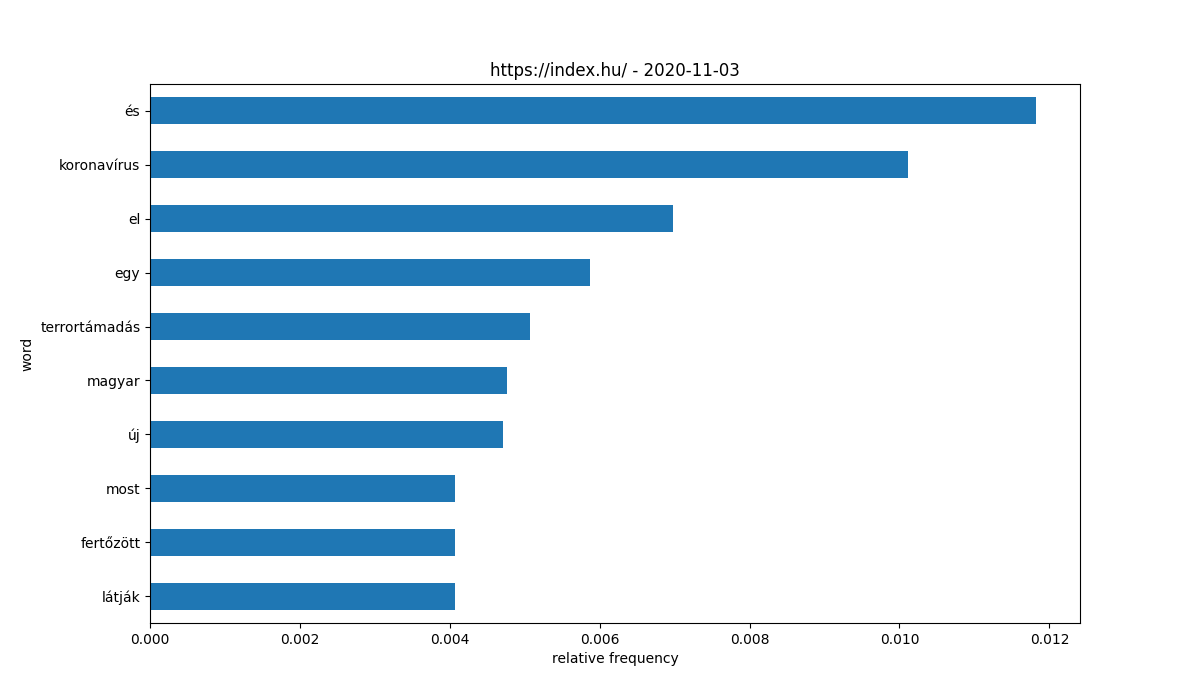 https://index.hu/ - 2020-11-03
és
koronavírus
el
egy
terrortámadás
magyar
új
most
fertőzött
látják
word
0.000 0.002 0.004 0.006 0.008 0.010 0.012
relative frequency